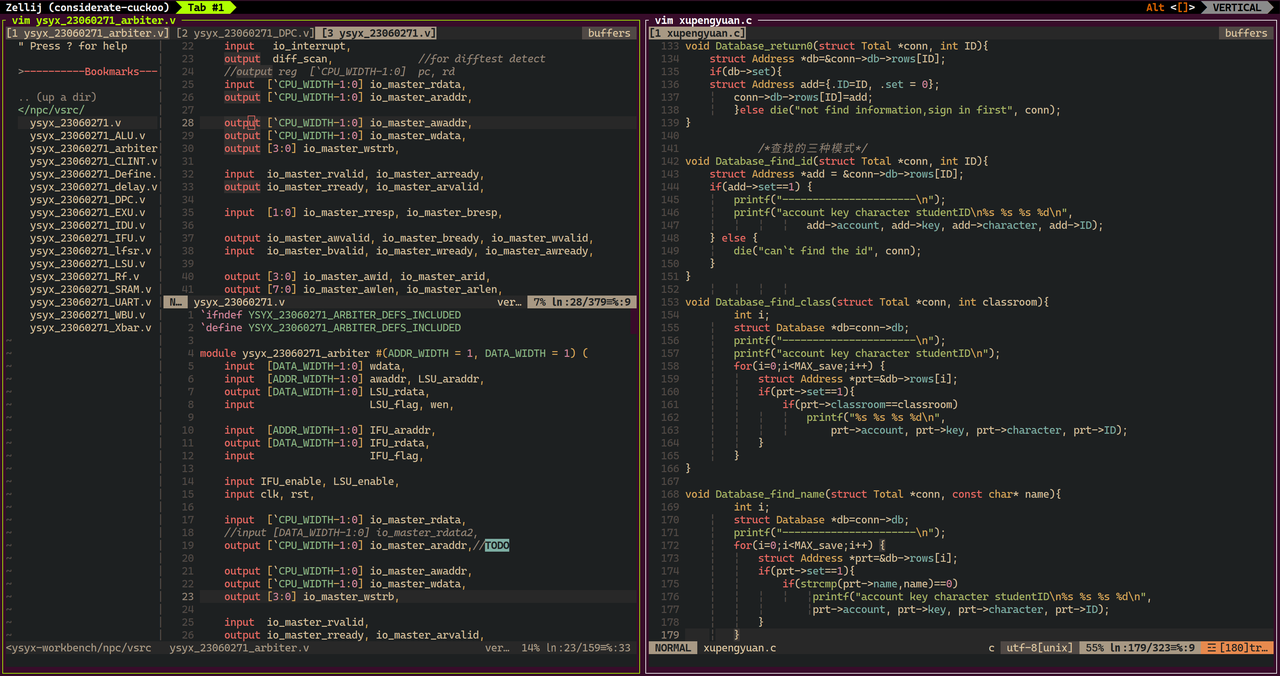 Zellij (considerate-cuckoo) Tab #1 Alt <[]> VERTICAL
vim ysyx_23060271_arbiter.v
[1 ysyx_23060271_arbiter.v] [2 ysyx_23060271_DPC.v] [3 ysyx_23060271.v] buffers
" Press ? for help
>----------Bookmarks---
.. (up a dir)
</npc/vsrc/
ysyx_23060271.v
ysyx_23060271_ALU.v
ysyx_23060271_arbiter
ysyx_23060271_CLINT.v
ysyx_23060271_Define.
ysyx_23060271_delay.v
ysyx_23060271_DPC.v
ysyx_23060271_EXU.v
ysyx_23060271_IDU.v
ysyx_23060271_IFU.v
ysyx_23060271_lfsr.v
ysyx_23060271_LSU.v
ysyx_23060271_Rf.v
ysyx_23060271_SRAM.v
ysyx_23060271_UART.v
ysyx_23060271_WBU.v
ysyx_23060271_Xbar.v
<ysyx-workbench/npc/vsrc
22 input io_interrupt,
23 output diff_scan, //for difftest detect
24 //output reg [`CPU_WIDTH-1:0] pc, rd
25 input [`CPU_WIDTH-1:0] io_master_rdata,
26 output [`CPU_WIDTH-1:0] io_master_araddr,
27
28 output [`CPU_WIDTH-1:0] io_master_awaddr,
29 output [`CPU_WIDTH-1:0] io_master_wdata,
30 output [3:0] io_master_wstrb,
31
32 input io_master_rvalid, io_master_arready,
33 output io_master_rready, io_master_arvalid,
34
35 input [1:0] io_master_rresp, io_master_bresp,
36
37 output io_master_awvalid, io_master_bready, io_master_wvalid,
38 input io_master_bvalid, io_master_wready, io_master_awready,
39
40 output [3:0] io_master_awid, io_master_arid,
41 output [7:0] io_master_awlen, io_master_arlen,
N… ysyx_23060271.v ver… 7% ln:28/379≡%:9
1 `ifndef YSYX_23060271_ARBITER_DEFS_INCLUDED
2 `define YSYX_23060271_ARBITER_DEFS_INCLUDED
3
4 module ysyx_23060271_arbiter #(ADDR_WIDTH = 1, DATA_WIDTH = 1) (
5 input [DATA_WIDTH-1:0] wdata,
6 input [ADDR_WIDTH-1:0] awaddr, LSU_araddr,
7 output [DATA_WIDTH-1:0] LSU_rdata,
8 input LSU_flag, wen,
9
10 input [ADDR_WIDTH-1:0] IFU_araddr,
11 output [DATA_WIDTH-1:0] IFU_rdata,
12 input IFU_flag,
13
14 input IFU_enable, LSU_enable,
15 input clk, rst,
16
17 input [`CPU_WIDTH-1:0] io_master_rdata,
18 //input [DATA_WIDTH-1:0] io_master_rdata2,
19 output [`CPU_WIDTH-1:0] io_master_araddr,//TODO
20
21 output [`CPU_WIDTH-1:0] io_master_awaddr,
22 output [`CPU_WIDTH-1:0] io_master_wdata,
23 output [3:0] io_master_wstrb,
24
25 input io_master_rvalid,
26 output io_master_rready, io_master_arvalid,
ysyx_23060271_arbiter.v ver… 14% ln:23/159≡%:33
vim xupengyuan.c
[1 xupengyuan.c] buffers
133 void Database_return0(struct Total *conn, int ID){
134 struct Address *db=&conn->db->rows[ID];
135 if(db->set){
136 struct Address add={.ID=ID, .set = 0};
137 conn->db->rows[ID]=add;
138 }else die("not find information,sign in first", conn);
139 }
140
141 /*查找的三种模式*/
142 void Database_find_id(struct Total *conn, int ID){
143 struct Address *add = &conn->db->rows[ID];
144 if(add->set==1) {
145 printf("----------------------\n");
146 printf("account key character studentID\n%s %s %s %d\n",
147 add->account, add->key, add->character, add->ID);
148 } else {
149 die("can`t find the id", conn);
150 }
151 }
152
153 void Database_find_class(struct Total *conn, int classroom){
154 int i;
155 struct Database *db=conn->db;
156 printf("----------------------\n");
157 printf("account key character studentID\n");
158 for(i=0;i<MAX_save;i++) {
159 struct Address *prt=&db->rows[i];
160 if(prt->set==1){
161 if(prt->classroom==classroom)
162 printf("%s %s %s %d\n",
163 prt->account, prt->key, prt->character, prt->ID);
164 }
165 }
166 }
167
168 void Database_find_name(struct Total *conn, const char* name){
169 int i;
170 struct Database *db=conn->db;
171 printf("----------------------\n");
172 for(i=0;i<MAX_save;i++) {
173 struct Address *prt=&db->rows[i];
174 if(prt->set==1){
175 if(strcmp(prt->name,name)==0)
176 printf("account key character studentID\n%s %s %s %d\n",
177 prt->account, prt->key, prt->character, prt->ID);
178 }
179 }
NORMAL xupengyuan.c c utf-8[unix] 55% ln:179/323≡%:9 ☲ [180]tr…